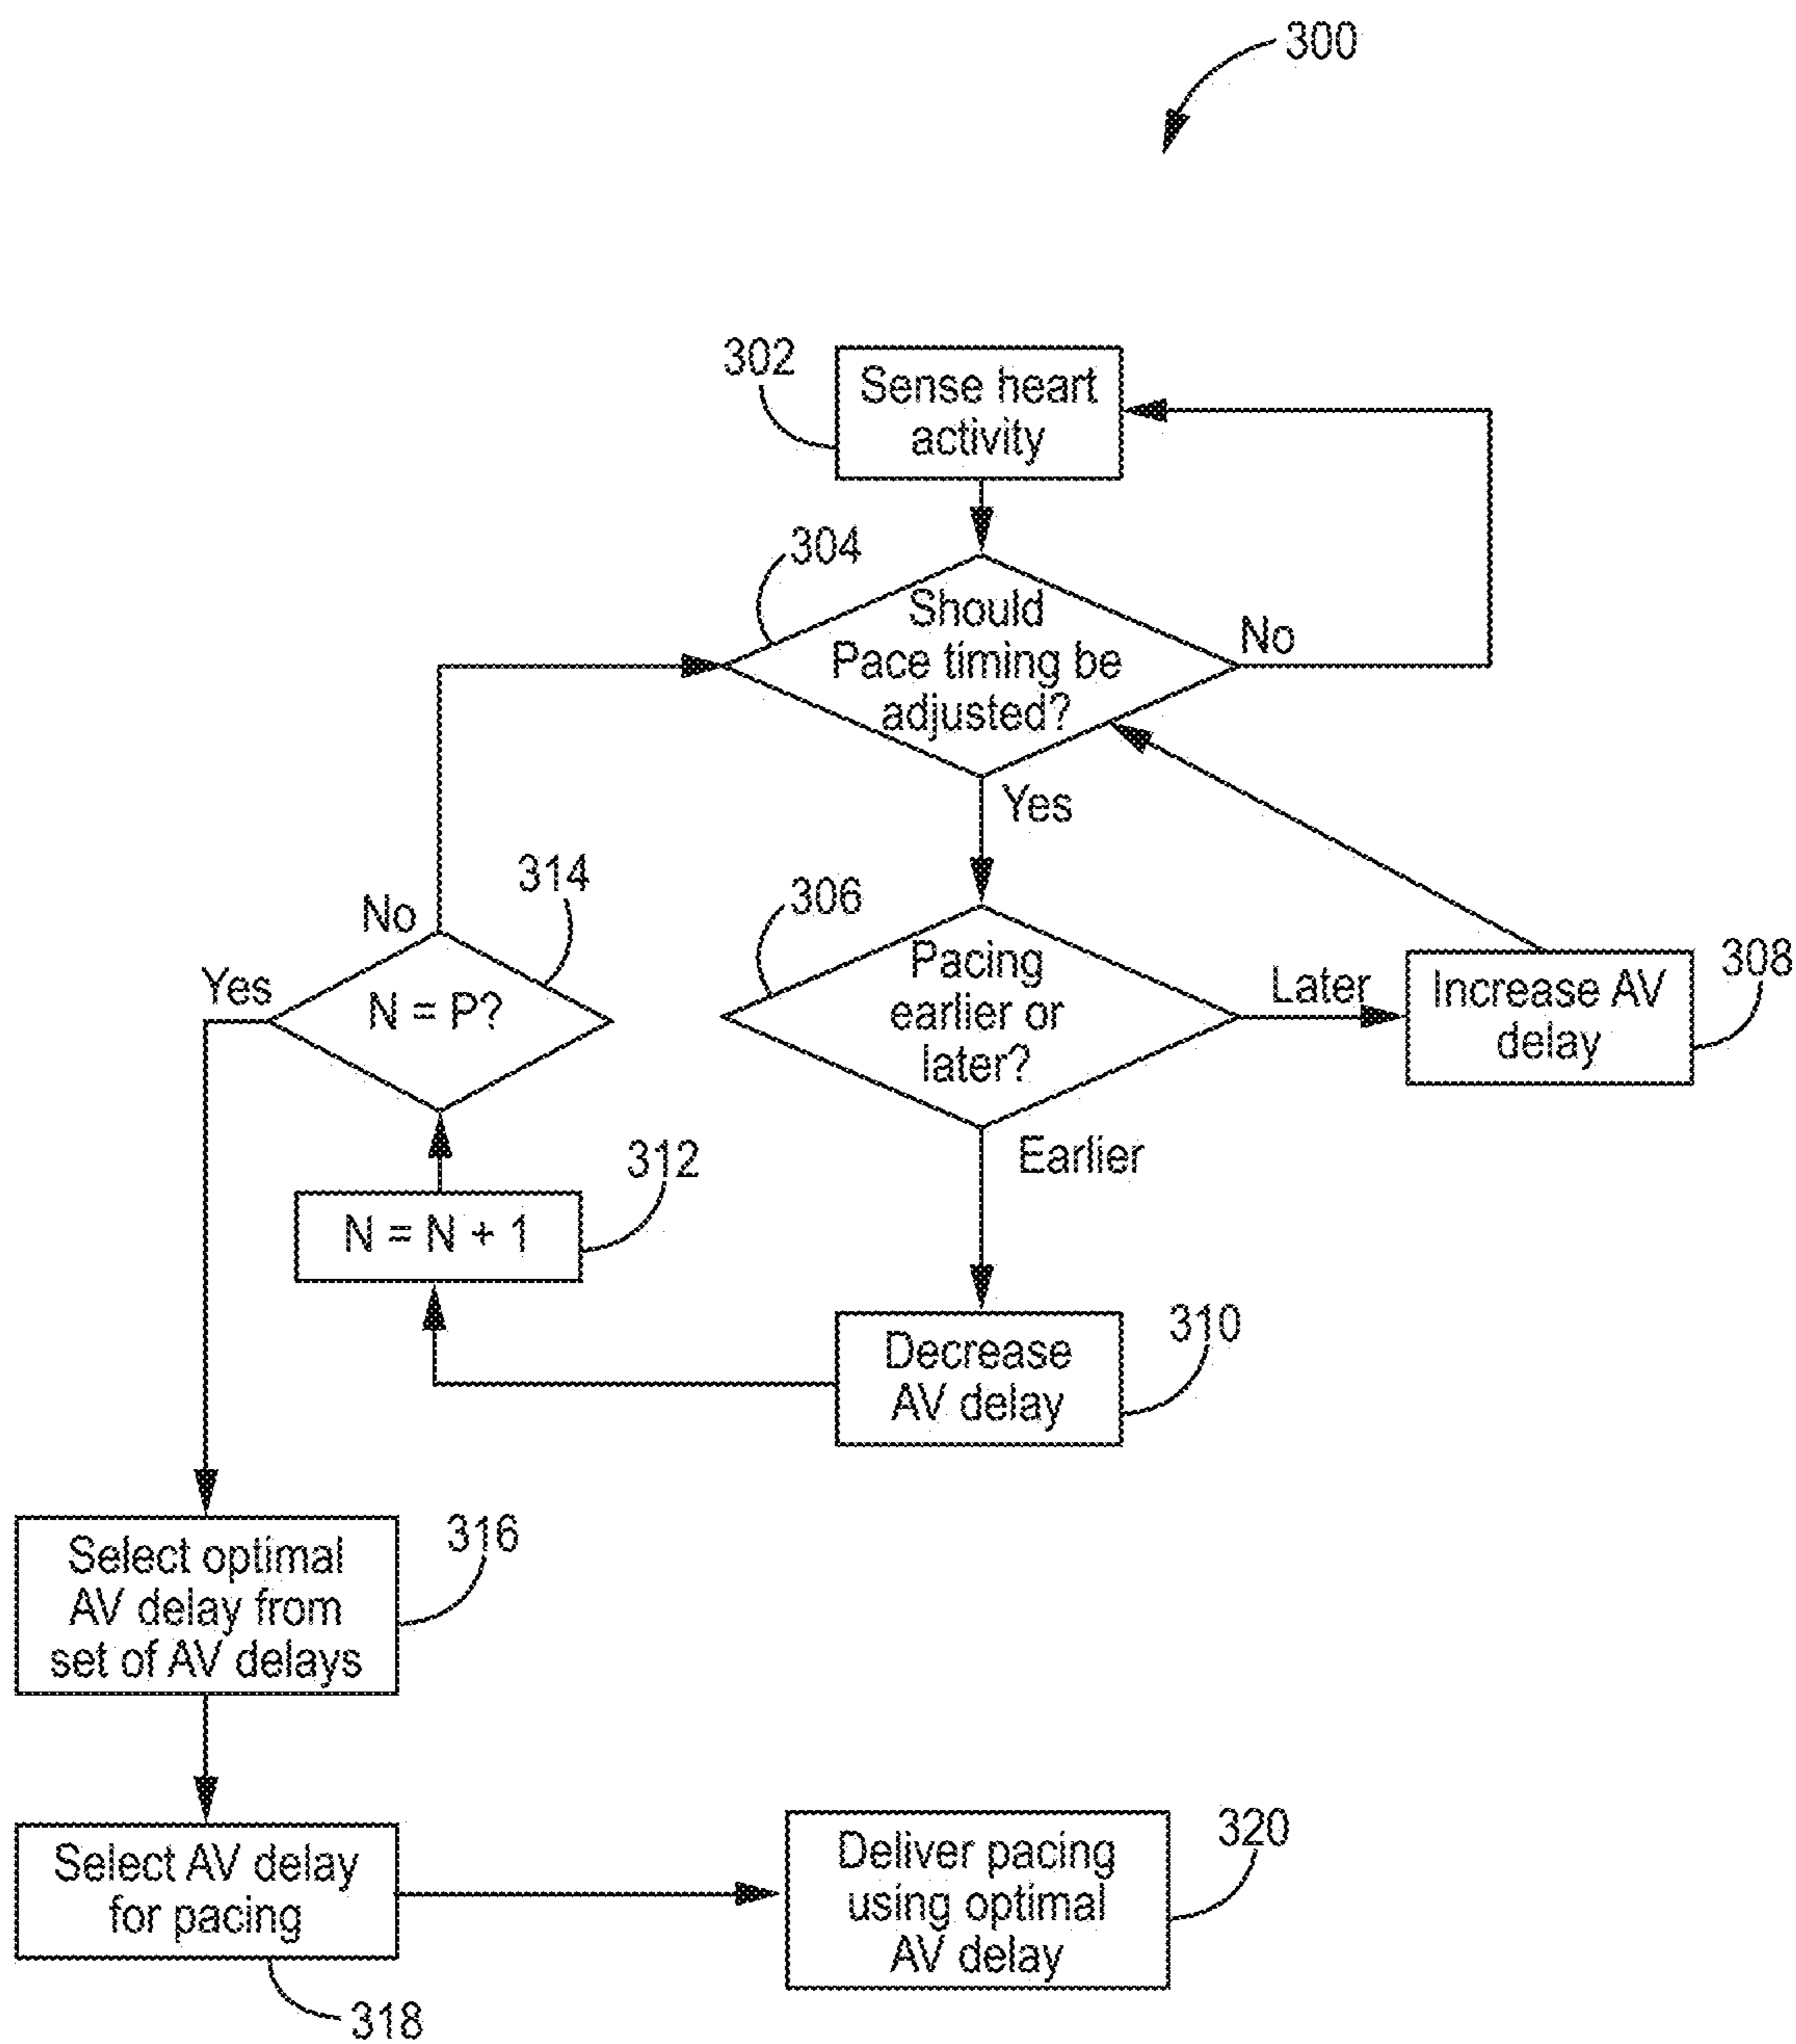 300
302
Sense heart
activity
304
Should
Pace timing be
adjusted?
No
Yes
314
306
No
Yes
N = P?
Pacing
earlier or
later?
Later
Increase AV
delay
308
Earlier
312
N = N + 1
310
Decrease
AV delay
316
Select optimal
AV delay from
set of AV delays
Select AV delay
for pacing
318
Deliver pacing
using optimal
AV delay
320